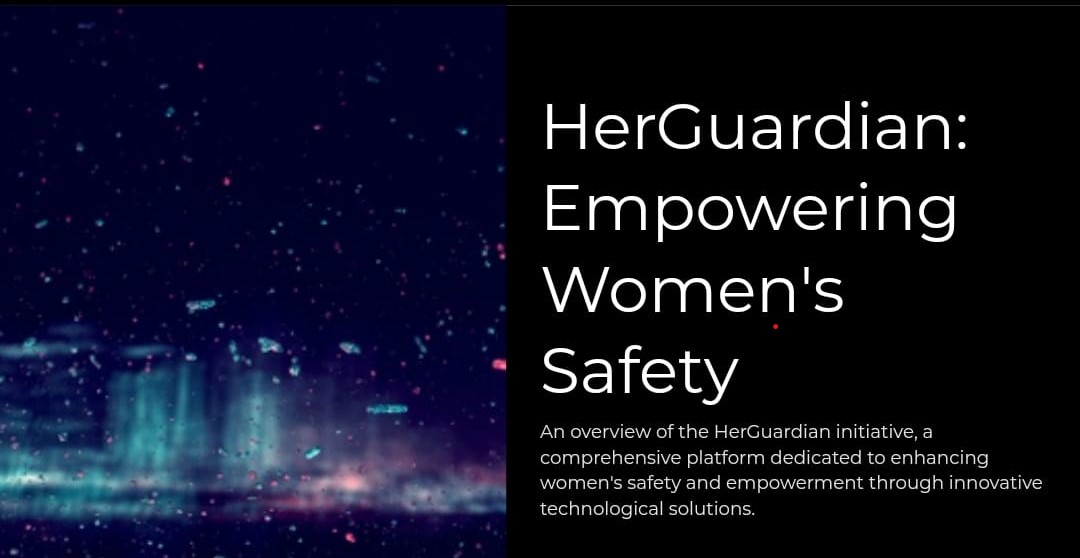 HerGuardian:
Empowering
Women's
Safety
An overview of the HerGuardian initiative, a
comprehensive platform dedicated to enhancing
women's safety and empowerment through innovative
technological solutions.